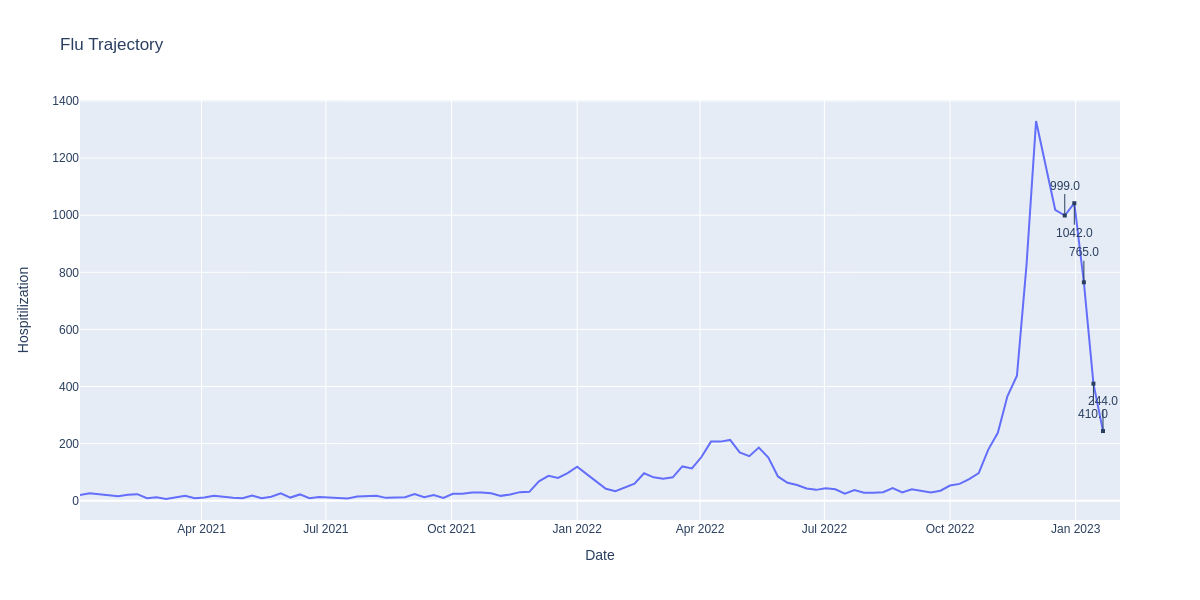 Flu Trajectory
1400
1200
1000
800
600
400
200
0
Hospitilization
999.0
1042.0
765.0
244.0
410.0
Apr 2021
Jul 2021
Oct 2021
Jan 2022
Apr 2022
Jul 2022
Oct 2022
Jan 2023
Date